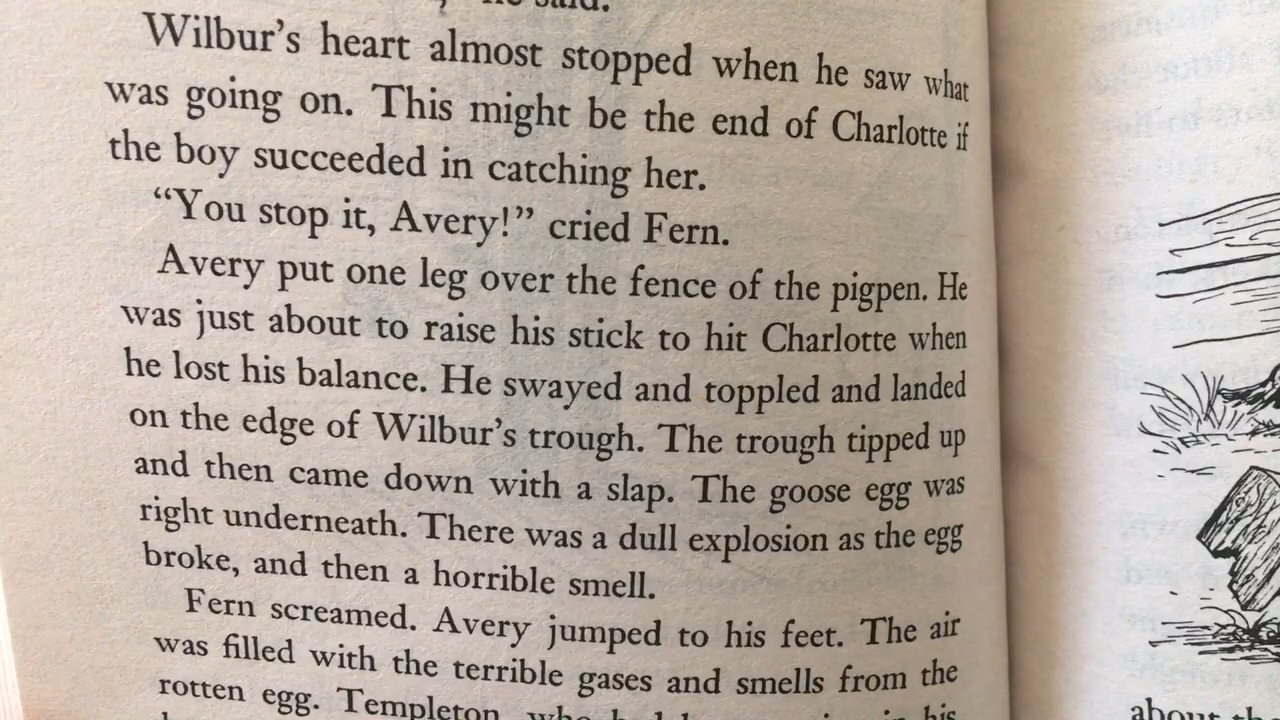 he said.
Wilbur's heart almost stopped when he saw what
was going on. This might be the end of Charlotte if
the boy succeeded in catching her.
“You stop it, Avery!” cried Fern.
Avery put one leg over the fence of the pigpen. He
was just about to raise his stick to hit Charlotte when
he lost his balance. He swayed and toppled and landed
on the edge of Wilbur's trough. The trough tipped up
and then came down with a slap. The goose egg was
right underneath. There was a dull explosion as the egg
broke, and then a horrible smell.
Fern screamed. Avery jumped to his feet. The air
was filled with the terrible gases and smells from the
rotten egg. Templeton, who had his
about